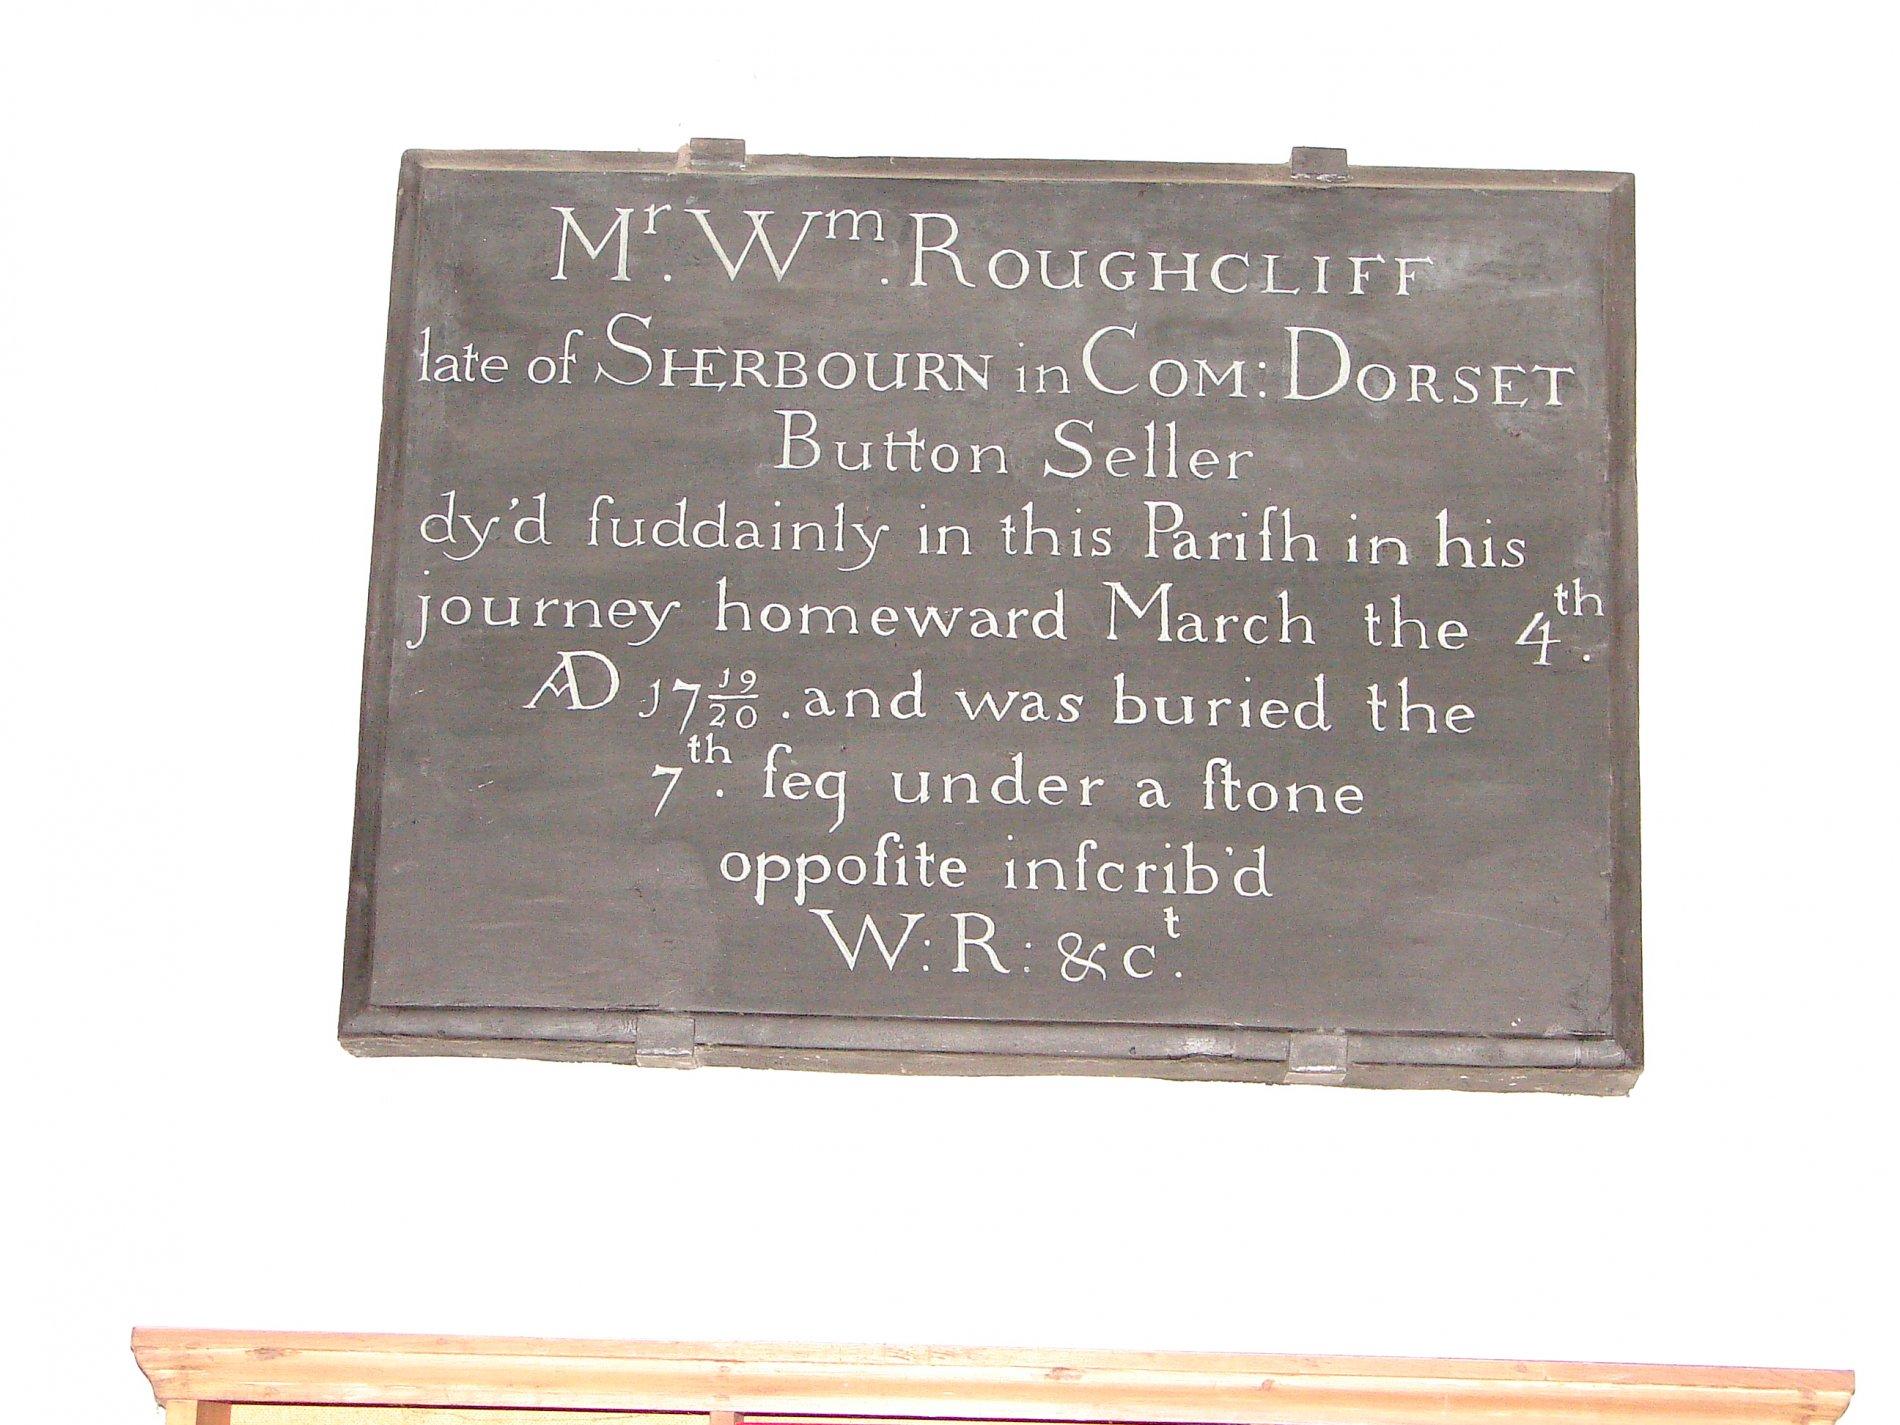 Mr. Wm. ROUGHCLIFF
late of SHERBOURN in COM: DORSET
Button Seller
dy'd ſuddainly in this Pariſh in his
journey homeward March the 4th.
AD 17 19/20 . and was buried the
7th. ſeq under a ſtone
oppoſite inſcrib'd
W: R: & ct.